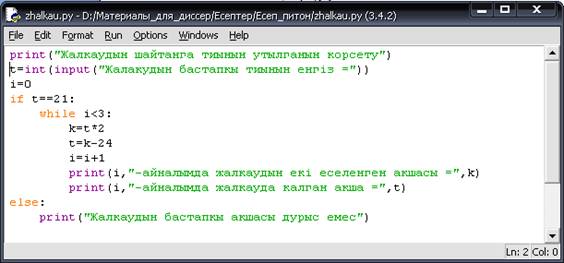 zhalkau.py - D:/Материалы_для_диссер/Есептер/Есеп_питон/zhalkau.py (3.4.2)
File Edit Format Run Options Windows Help
print("Жалкаудын шайтанга тиынын утылганын корсету")
t=int(input("Жалакудын бастапкы тиынын енгіз ="))
i=0
if t==21:
    while i<3:
        k=t*2
        t=k-24
        i=i+1
        print(i,"-айналымда жалкаудын екі еселенген акшасы =",k)
        print(i,"-айналымда жалкауда калган акша =",t)
else:
    print("Жалкаудын бастапкы акшасы дурыс емес")
Ln: 2 Col: 0